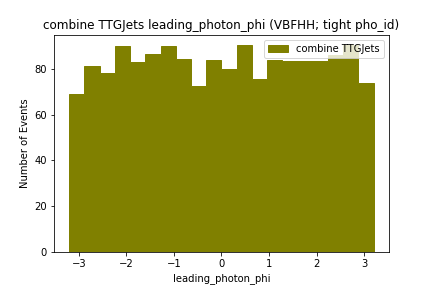 combine TTGJets leading_photon_phi (VBFHH; tight pho_id)
combine TTGJets
Number of Events
80
60
40
20
0
−3 −2 −1 0 1 2 3
leading_photon_phi